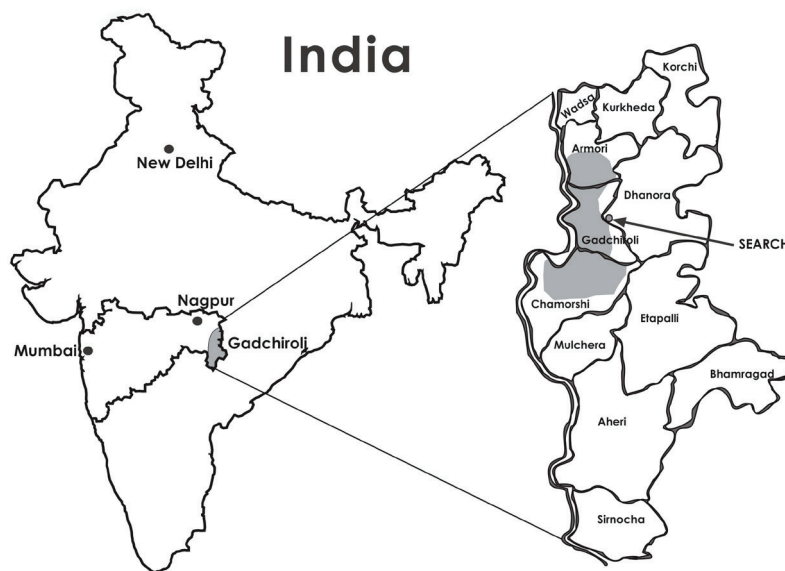 India
New Delhi
Nagpur
Mumbai
Gadchiroli
Korchi
Wadsa
Kurkheda
Armori
Dhanora
Gadchiroli
SEARCH
Chamorshi
Etapalli
Mulchera
Bhamragad
Aheri
Sirnocha